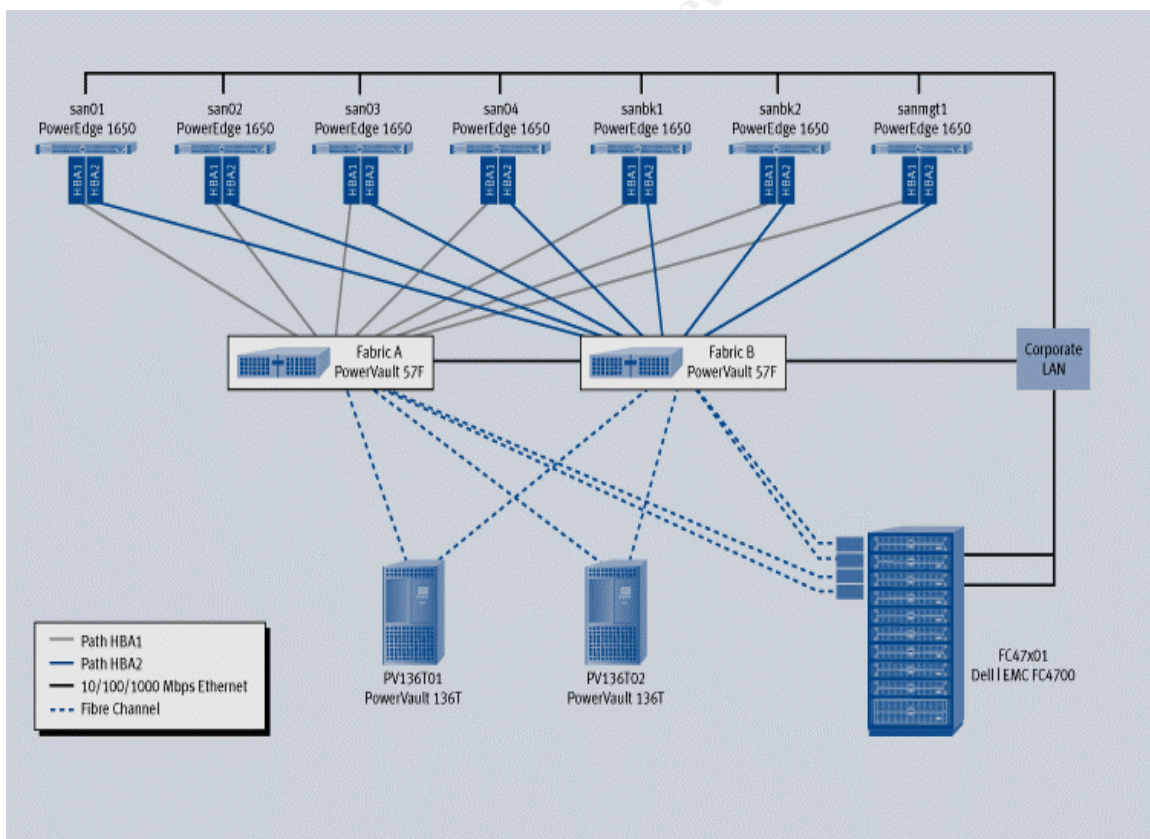 san01
PowerEdge 1650
san02
PowerEdge 1650
san03
PowerEdge 1650
san04
PowerEdge 1650
sanbk1
PowerEdge 1650
sanbk2
PowerEdge 1650
sanmgt1
PowerEdge 1650
HBA1
HBA2
HBA1
HBA2
HBA1
HBA2
HBA1
HBA2
HBA1
HBA2
HBA1
HBA2
HBA1
HBA2
Fabric A
PowerVault 57F
Fabric B
PowerVault 57F
Corporate
LAN
PV136T01
PowerVault 136T
PV136T02
PowerVault 136T
FC47x01
Dell | EMC FC4700
Path HBA1
Path HBA2
10/100/1000 Mbps Ethernet
Fibre Channel